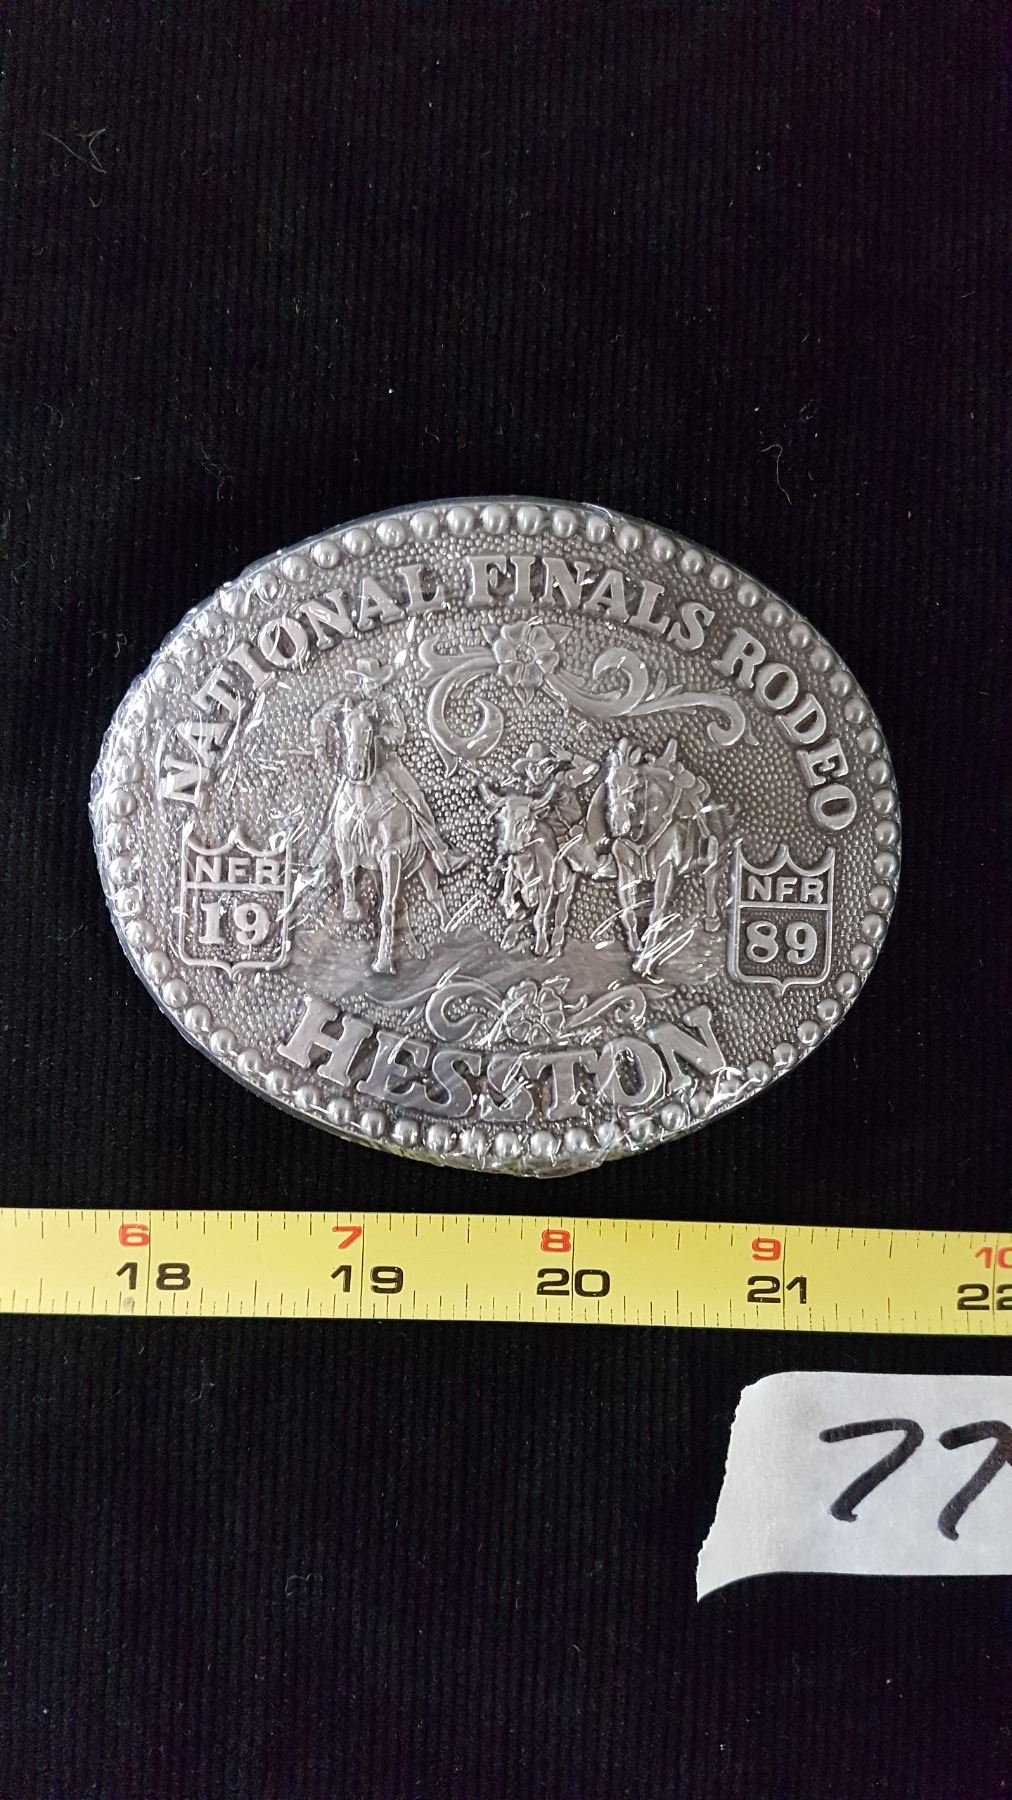 NATIONAL FINALS RODEO
NFR
19
NFR
89
HESSTON
6 7 8 9 10
18 19 20 21 22
77